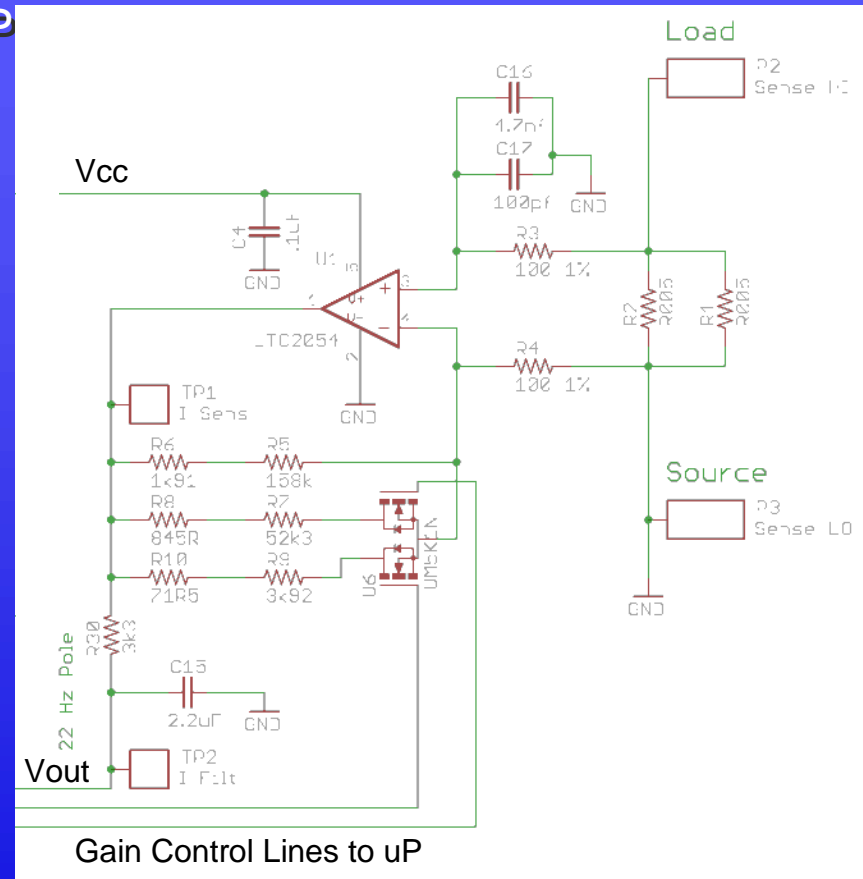 P
Load
P2
Sense
C16
4.7nf
C17
100pf
GND
Vcc
C4
.1uF
GND
U1
5
V+
V-
+
-
3
4
1
2
LTC2054
GND
R3
100 1%
R2
R005
R1
R005
R4
100 1%
TP1
I Sens
R6
1k91
R5
158k
R8
845R
R7
52k3
R10
71R5
R9
3k92
U6
Source
P3
Sense LO
GND
R30
3k3
22 Hz Pole
C15
2.2uF
GND
TP2
I Filt
Vout
Gain Control Lines to uP